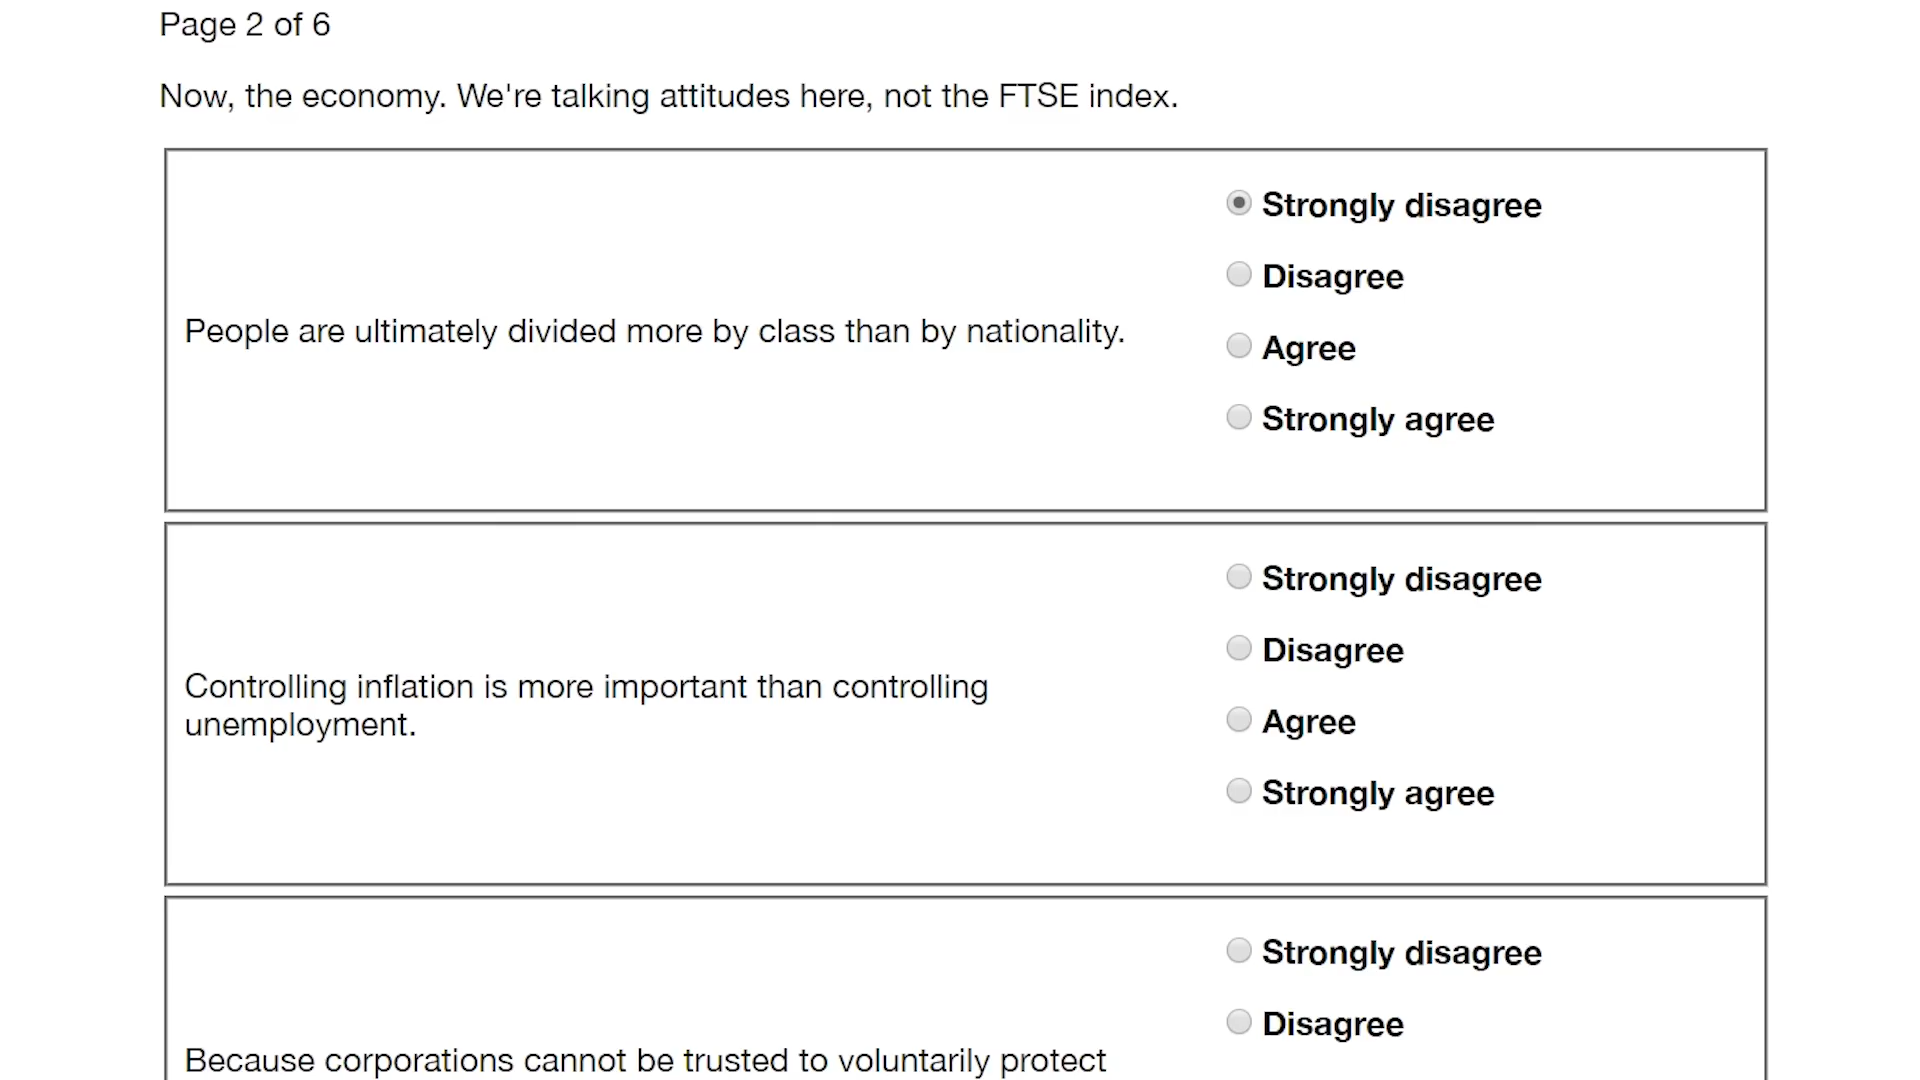 Page 2 of 6
Now, the economy. We're talking attitudes here, not the FTSE index.
People are ultimately divided more by class than by nationality.
Strongly disagree
Disagree
Agree
Strongly agree
Controlling inflation is more important than controlling
unemployment.
Strongly disagree
Disagree
Agree
Strongly agree
Because corporations cannot be trusted to voluntarily protect
Strongly disagree
Disagree